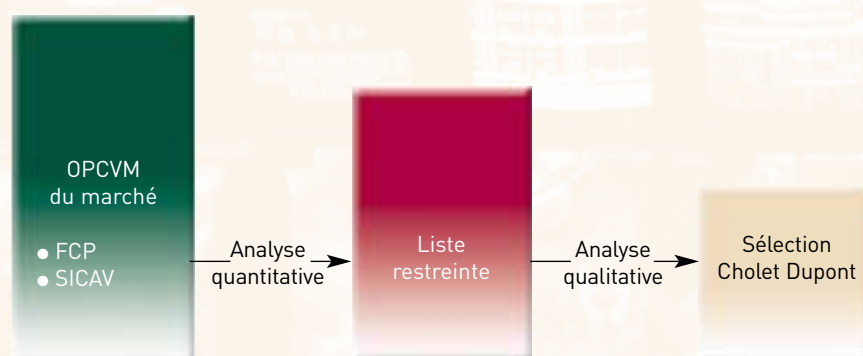 OPCVM
du marché
● FCP
● SICAV
Analyse
quantitative
Liste
restreinte
Analyse
qualitative
Sélection
Cholet Dupont